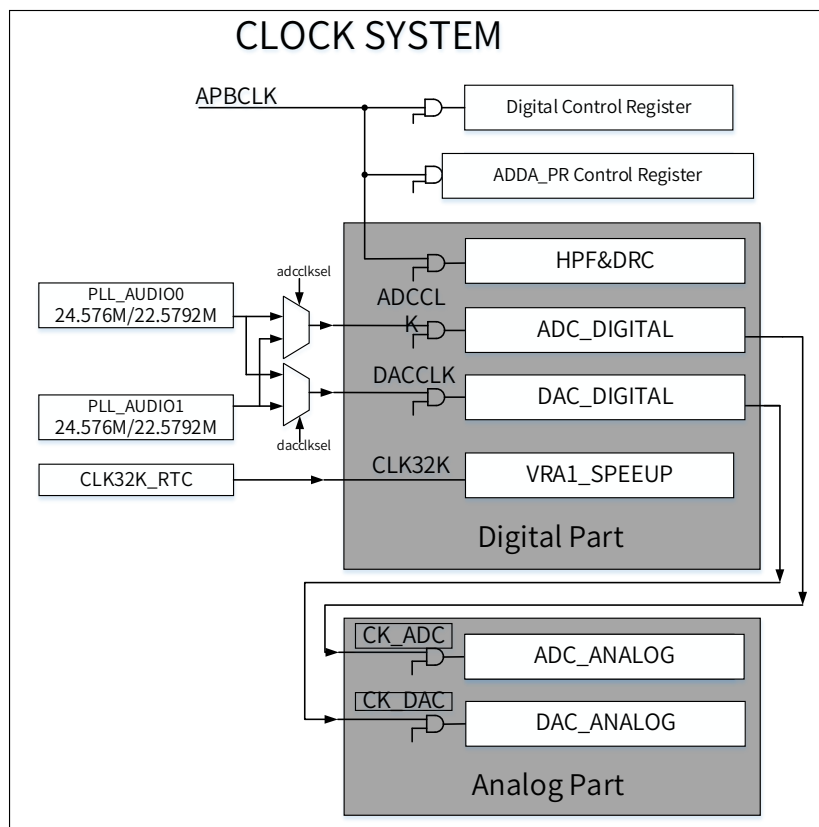 CLOCK SYSTEM
APBCLK
Digital Control Register
ADDA_PR Control Register
HPF&DRC
adcclksel
PLL_AUDIO0
24.576M/22.5792M
ADCCL
K
ADC_DIGITAL
DACCLK
DAC_DIGITAL
PLL_AUDIO1
24.576M/22.5792M
dacclksel
CLK32K_RTC
CLK32K
VRA1_SPEEUP
Digital Part
CK_ADC
ADC_ANALOG
CK_DAC
DAC_ANALOG
Analog Part